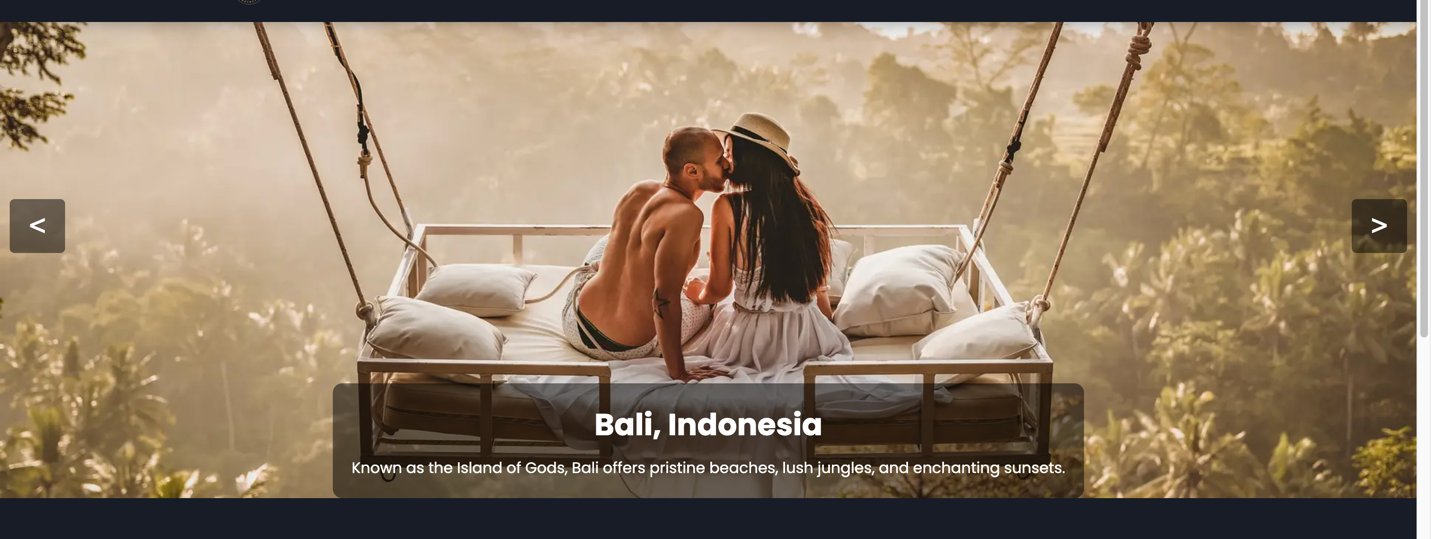 <
>
Bali, Indonesia
Known as the Island of Gods, Bali offers pristine beaches, lush jungles, and enchanting sunsets.